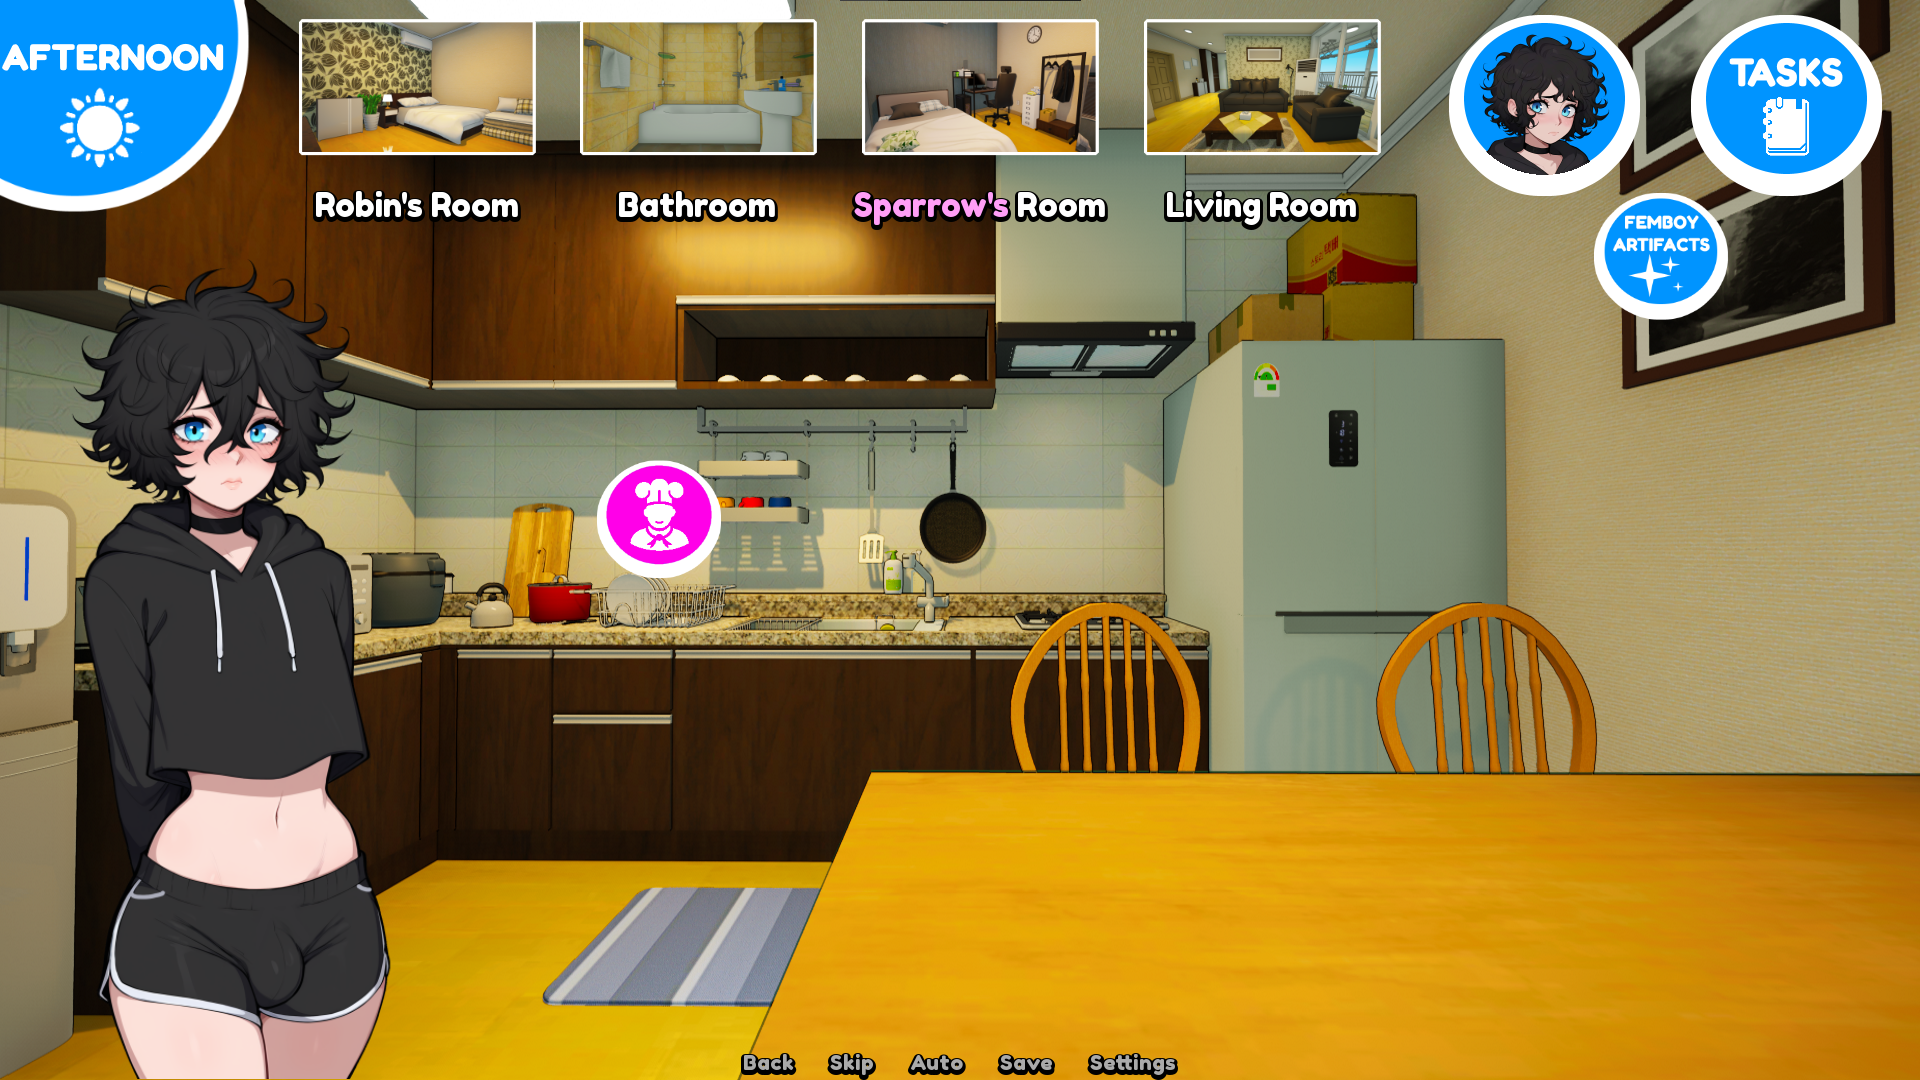 AFTERNOON
Robin's Room
Bathroom
Sparrow's Room
Living Room
TASKS
FEMBOY
ARTIFACTS
Back
Skip
Auto
Save
Settings